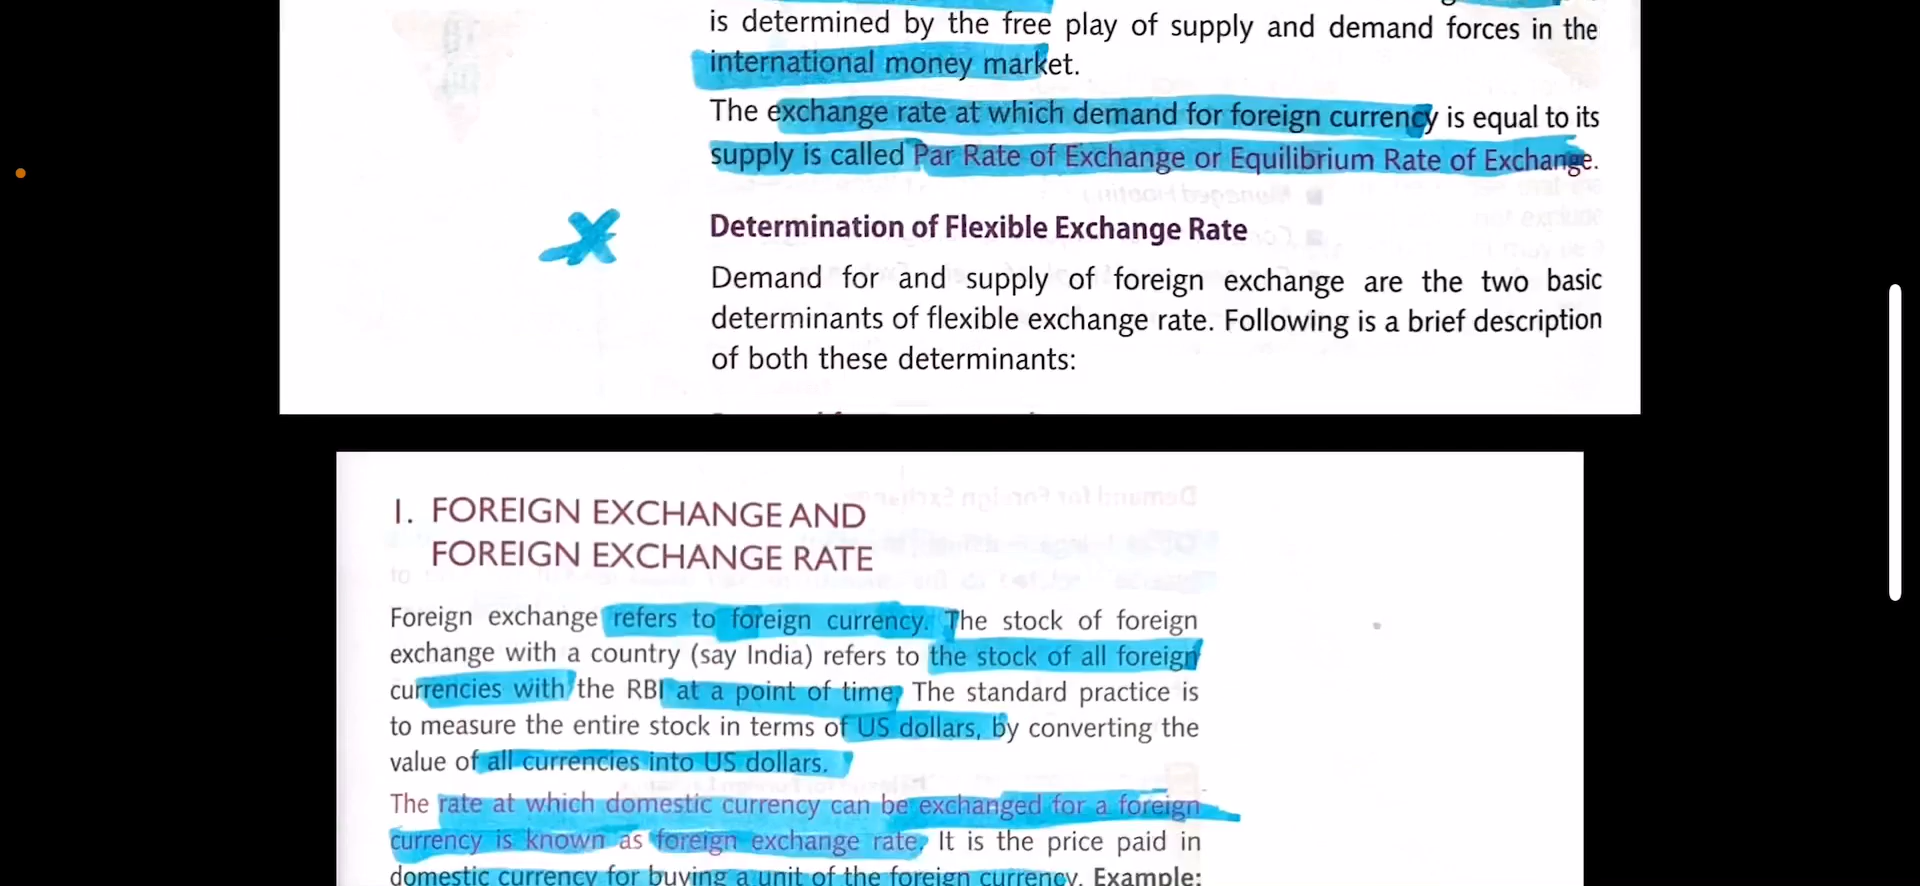 is determined by the free play of supply and demand forces in the
international money market.
The exchange rate at which demand for foreign currency is equal to its
supply is called Par Rate of Exchange or Equilibrium Rate of Exchange.
Determination of Flexible Exchange Rate
Demand for and supply of foreign exchange are the two basic
determinants of flexible exchange rate. Following is a brief description
of both these determinants:
I. FOREIGN EXCHANGE AND
FOREIGN EXCHANGE RATE
Foreign exchange refers to foreign currency. The stock of foreign
exchange with a country (say India) refers to the stock of all foreign
currencies with the RBI at a point of time. The standard practice is
to measure the entire stock in terms of US dollars, by converting the
value of all currencies into US dollars.
The rate at which domestic currency can be exchanged for a foreign
currency is known as foreign exchange rate. It is the price paid in
domestic currency for buying a unit of the foreign currency. Example: